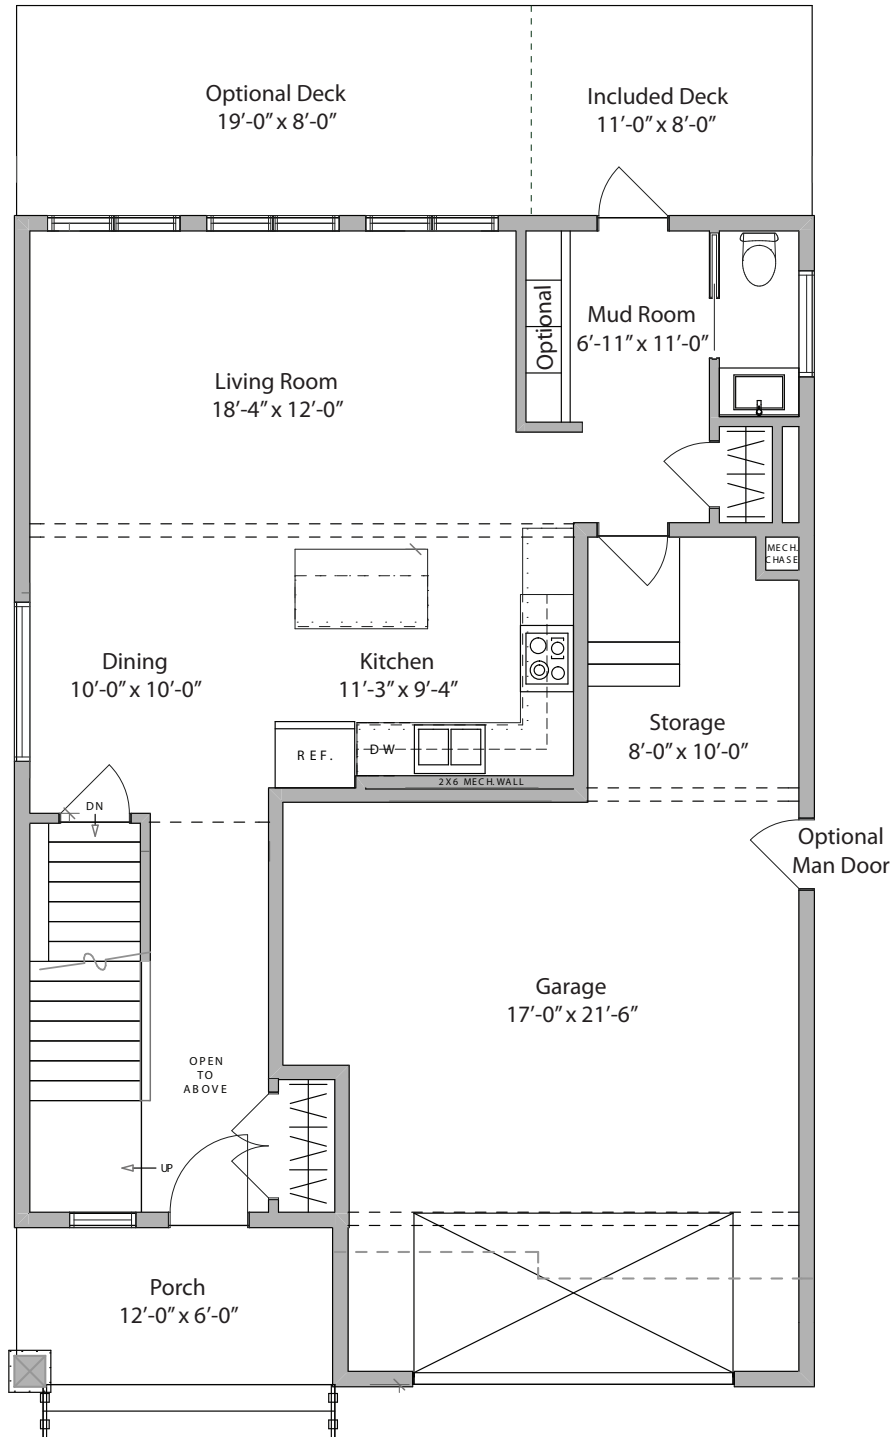 Optional Deck
19’-0” x 8’-0”
Included Deck
11’-0” x 8’-0”
Optional
Mud Room
6’-11” x 11’-0”
Living Room
18’-4” x 12’-0”
MECH.
CHASE
Dining
10’-0” x 10’-0”
Kitchen
11’-3” x 9’-4”
REF.
DW
2X6 MECH.WALL
Storage
8’-0” x 10’-0”
DN
Optional
Man Door
Garage
17’-0” x 21’-6”
OPEN
TO
ABOVE
UP
Porch
12’-0” x 6’-0”